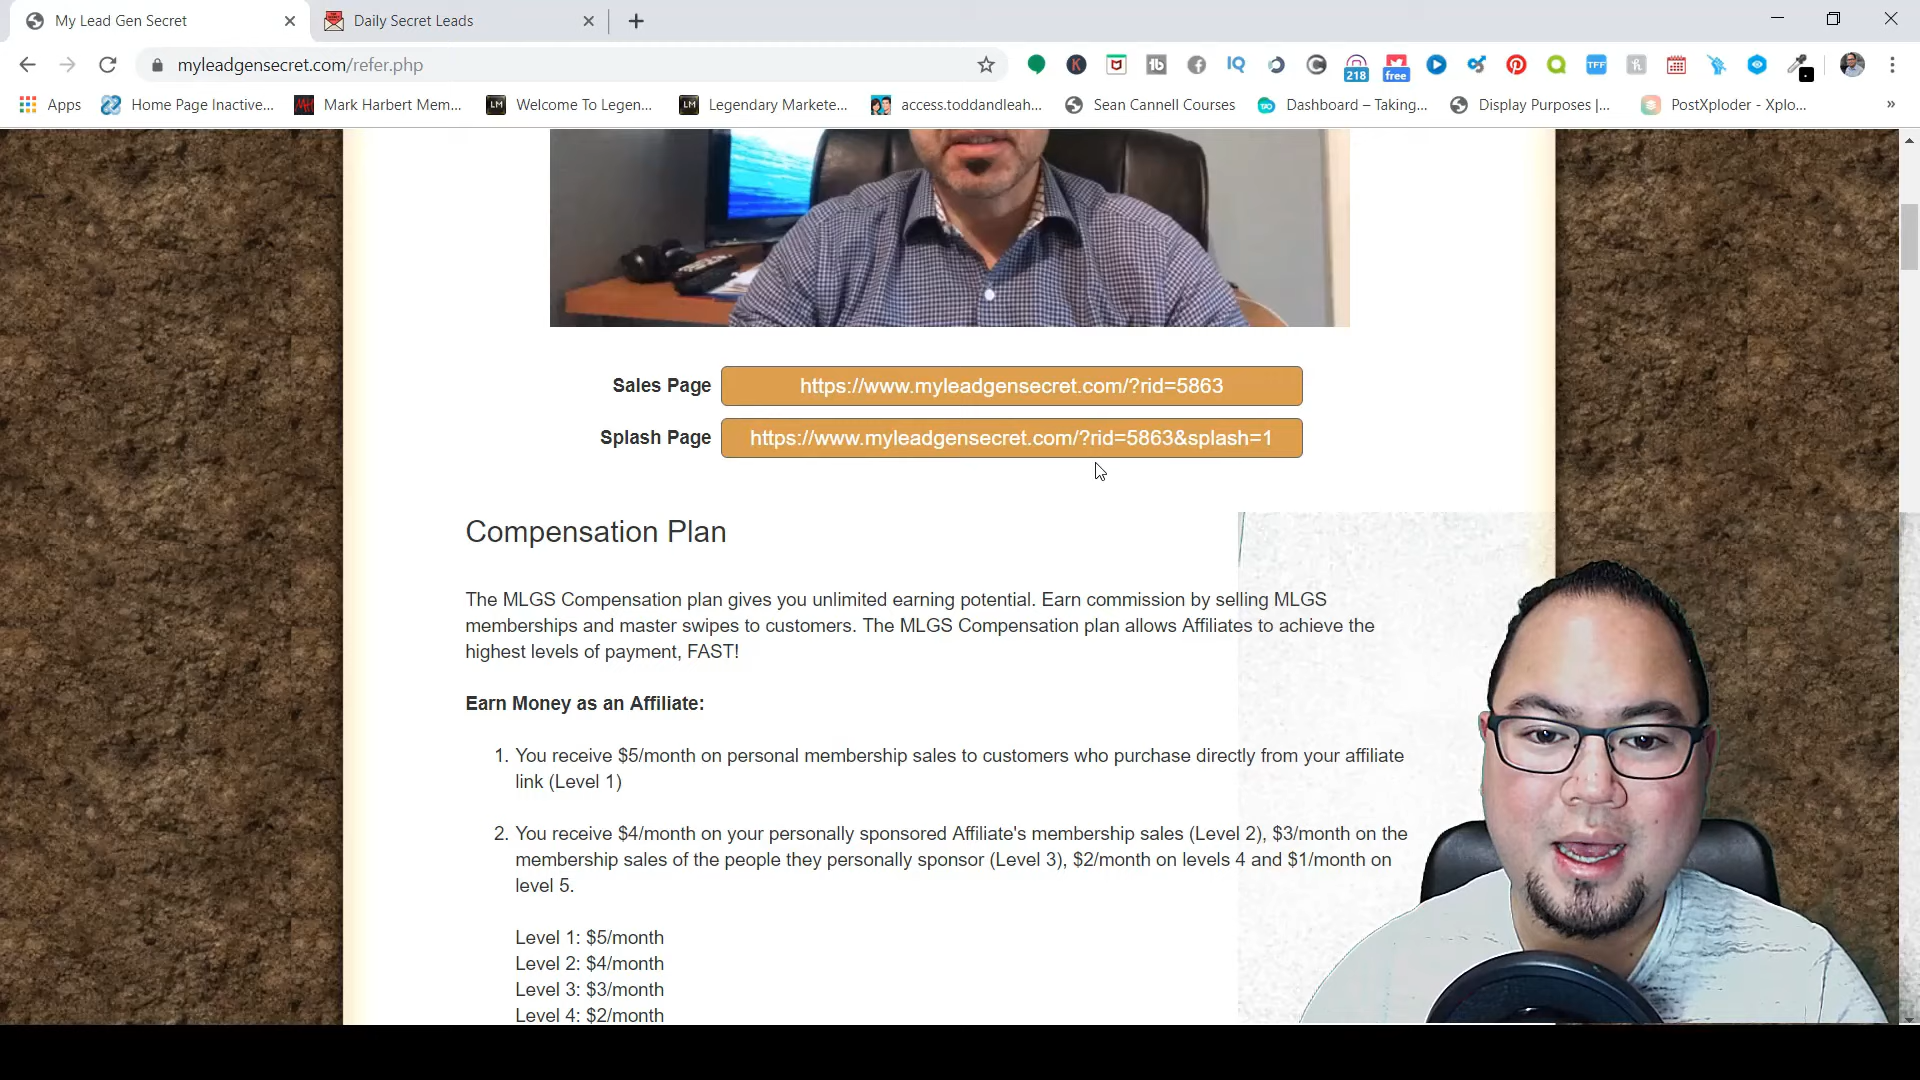 My Lead Gen Secret
Daily Secret Leads
myleadgensecret.com/refer.php
218
free
Apps
Home Page Inactive...
Mark Harbert Mem...
Welcome To Legen...
Legendary Markete...
access.toddandleah...
Sean Cannell Courses
Dashboard – Taking...
Display Purposes |...
PostXploder - Xplo...
Sales Page
https://www.myleadgensecret.com/?rid=5863
Splash Page
https://www.myleadgensecret.com/?rid=5863&splash=1
Compensation Plan
The MLGS Compensation plan gives you unlimited earning potential. Earn commission by selling MLGS
memberships and master swipes to customers. The MLGS Compensation plan allows Affiliates to achieve the
highest levels of payment, FAST!
Earn Money as an Affiliate:
1. You receive $5/month on personal membership sales to customers who purchase directly from your affiliate
link (Level 1)
2. You receive $4/month on your personally sponsored Affiliate's membership sales (Level 2), $3/month on the
membership sales of the people they personally sponsor (Level 3), $2/month on levels 4 and $1/month on
level 5.
Level 1: $5/month
Level 2: $4/month
Level 3: $3/month
Level 4: $2/month